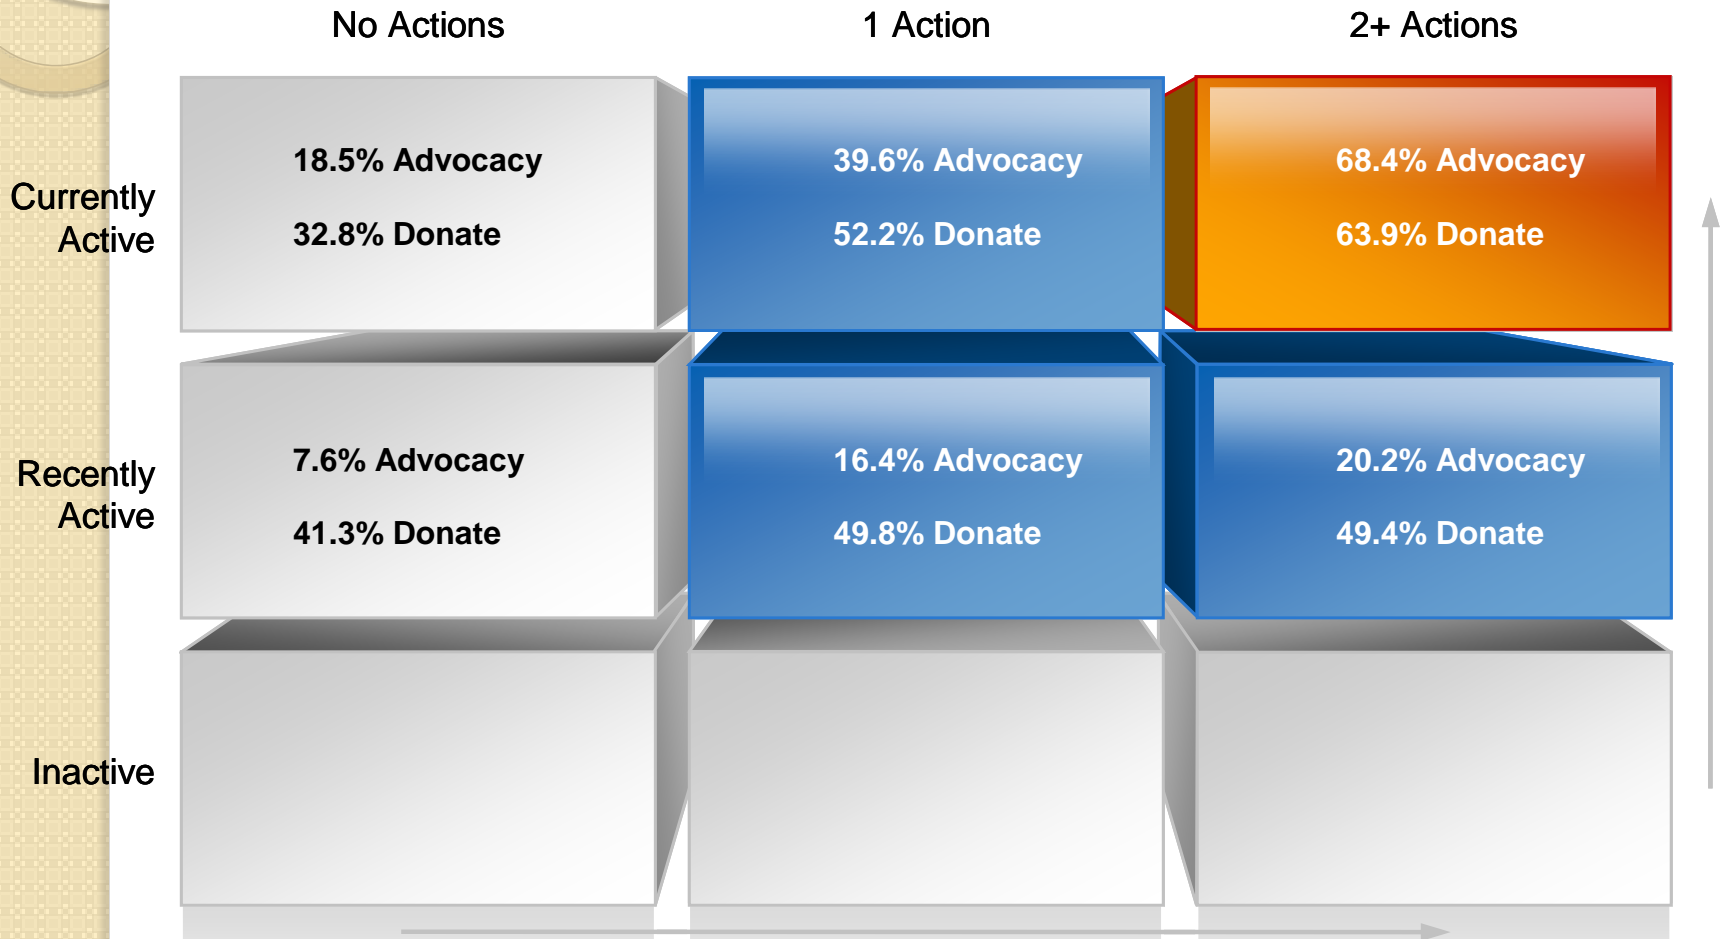 No Actions
1 Action
2+ Actions
Currently
Active
18.5% Advocacy
32.8% Donate
39.6% Advocacy
52.2% Donate
68.4% Advocacy
63.9% Donate
Recently
Active
7.6% Advocacy
41.3% Donate
16.4% Advocacy
49.8% Donate
20.2% Advocacy
49.4% Donate
Inactive